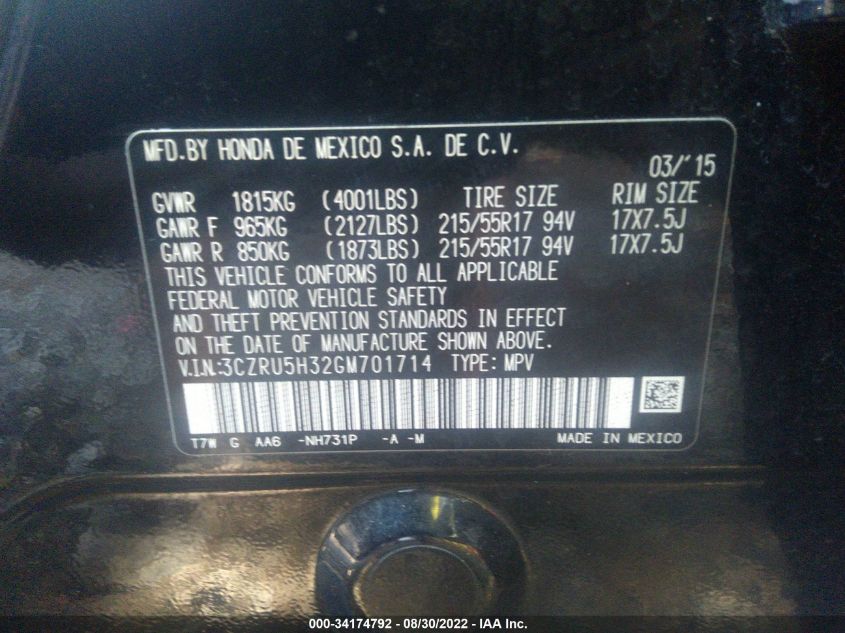 MFD.BY HONDA DE MEXICO S.A. DE C.V.
03/'15
GVWR 1815KG (4001LBS) TIRE SIZE RIM SIZE
GAWR F 965KG (2127LBS) 215/55R17 94V 17X7.5J
GAWR R 850KG (1873LBS) 215/55R17 94V 17X7.5J
THIS VEHICLE CONFORMS TO ALL APPLICABLE
FEDERAL MOTOR VEHICLE SAFETY
AND THEFT PREVENTION STANDARDS IN EFFECT
ON THE DATE OF MANUFACTURE SHOWN ABOVE.
V.I.N.:3CZRU5H32GM701714 TYPE: MPV
T7W G AA6 -NH731P -A -M MADE IN MEXICO
000-34174792 - 08/30/2022 - IAA Inc.